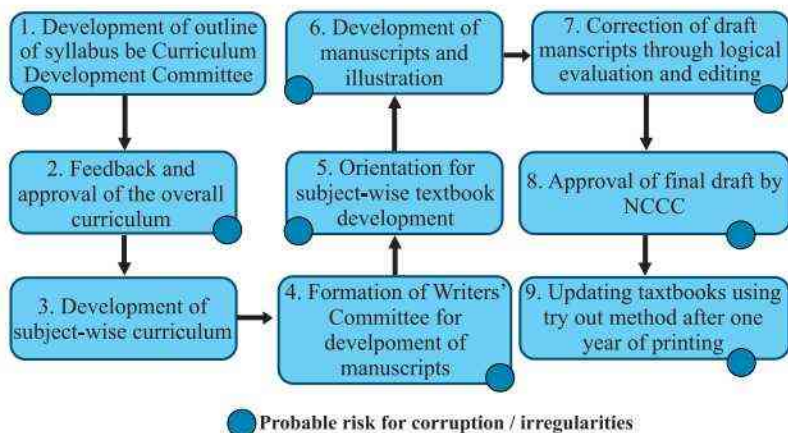 1. Development of outline
of syllabus be Curriculum
Development Committee
2. Feedback and
approval of the overall
curriculum
3. Development of
subject-wise curriculum
4. Formation of Writers'
Committee for
develpoment of
manuscripts
5. Orientation for
subject-wise textbook
development
6. Development of
manuscripts and
illustration
7. Correction of draft
manscripts through logical
evaluation and editing
8. Approval of final draft by
NCCC
9. Updating taxtbooks using
try out method after one
year of printing
Probable risk for corruption / irregularities